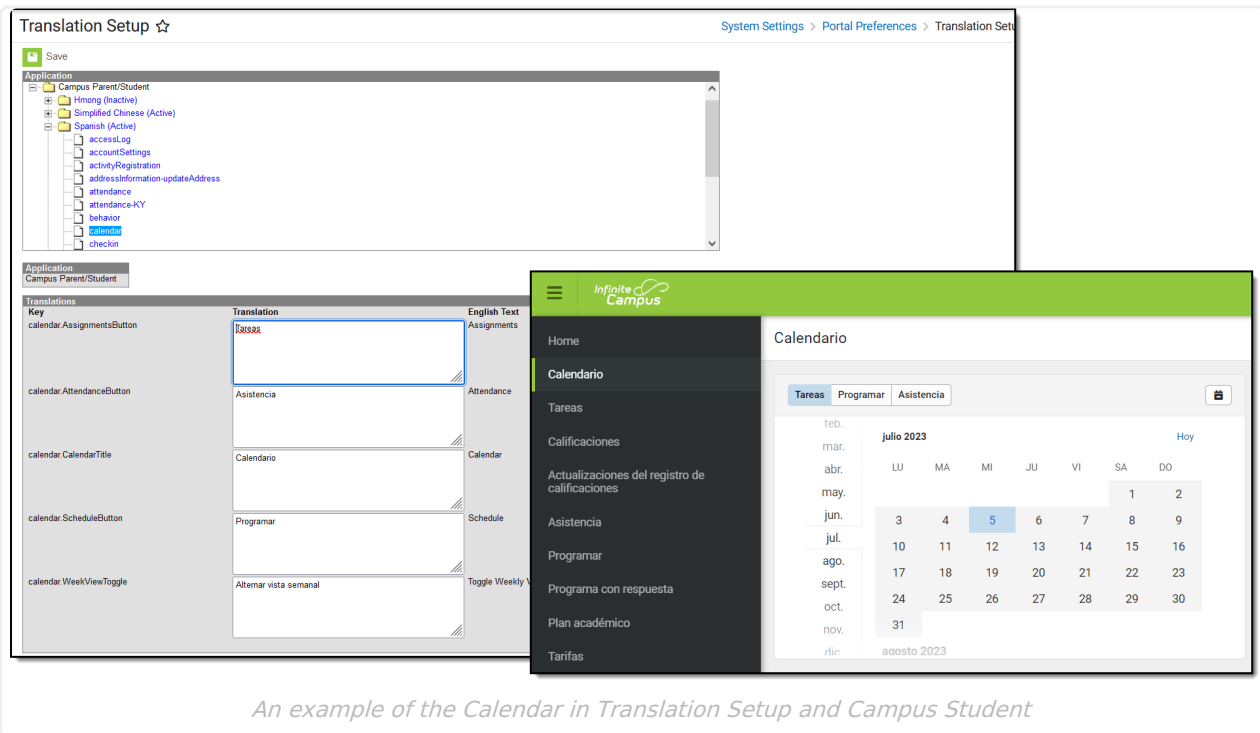 Translation Setup
System Settings > Portal Preferences > Translation Setu
Save
Application
Campus Parent/Student
Hmong (Inactive)
Simplified Chinese (Active)
Spanish (Active)
accessLog
accountSettings
activityRegistration
addressInformation-updateAddress
attendance
attendance-KY
behavior
calendar
checkin
Application
Campus Parent/Student
Translations
Key Translation English Text
calendar.AssignmentsButton Tareas Assignments
calendar.AttendanceButton Asistencia Attendance
calendar.CalendarTitle Calendario Calendar
calendar.ScheduleButton Programar Schedule
calendar.WeekViewToggle Alternar vista semanal Toggle Weekly V
Infinite
Campus
Home
Calendario
Tareas
Calificaciones
Actualizaciones del registro de
calificaciones
Asistencia
Programar
Programa con respuesta
Plan académico
Tarifas
Calendario
Tareas Programar Asistencia
feb.
mar.
abr.
may.
jun.
jul.
ago.
sept.
oct.
nov.
dic
julio 2023 Hoy
LU MA MI JU VI SA DO
1 2
3 4 5 6 7 8 9
10 11 12 13 14 15 16
17 18 19 20 21 22 23
24 25 26 27 28 29 30
31
agosto 2023
An example of the Calendar in Translation Setup and Campus Student